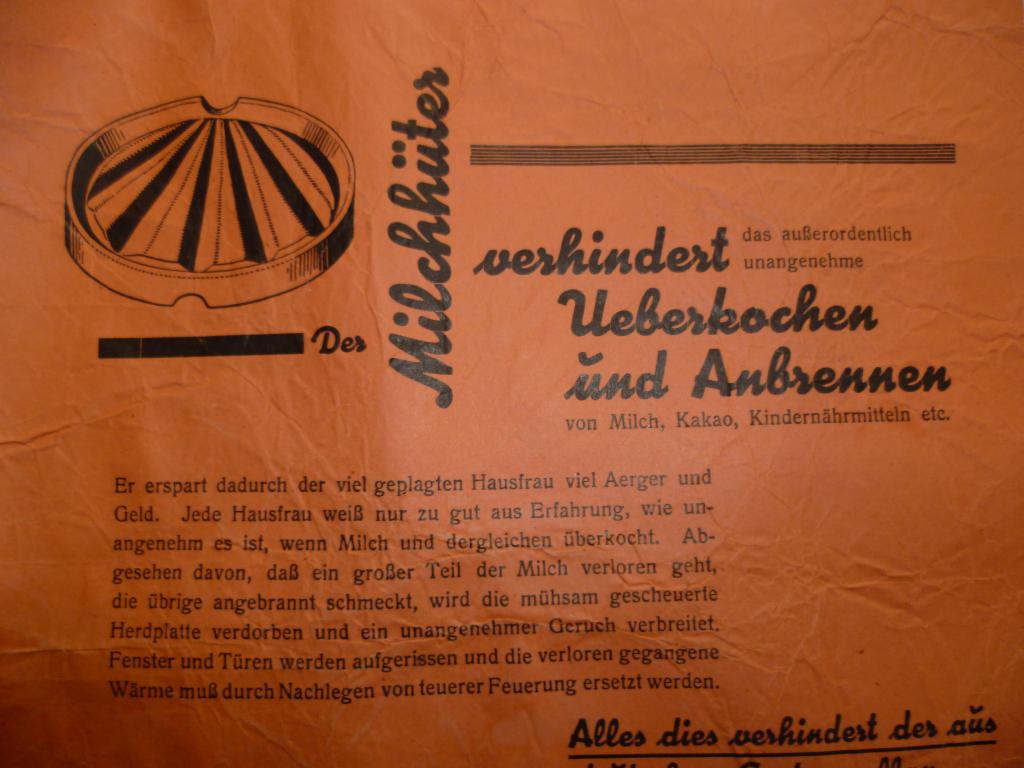 Der
Milchhüter
verhindert das außerordentlich
unangenehme
Ueberkochen
und Anbrennen
von Milch, Kakao, Kindernährmitteln etc.
Er erspart dadurch der viel geplagten Hausfrau viel Aerger und
Geld. Jede Hausfrau weiß nur zu gut aus Erfahrung, wie un-
angenehm es ist, wenn Milch und dergleichen überkocht. Ab-
gesehen davon, daß ein großer Teil der Milch verloren geht,
die übrige angebrannt schmeckt, wird die mühsam gescheuerte
Herdplatte verdorben und ein unangenehmer Geruch verbreitet.
Fenster und Türen werden aufgerissen und die verloren gegangene
Wärme muß durch Nachlegen von teuerer Feuerung ersetzt werden.
Alles dies verhindert der aus